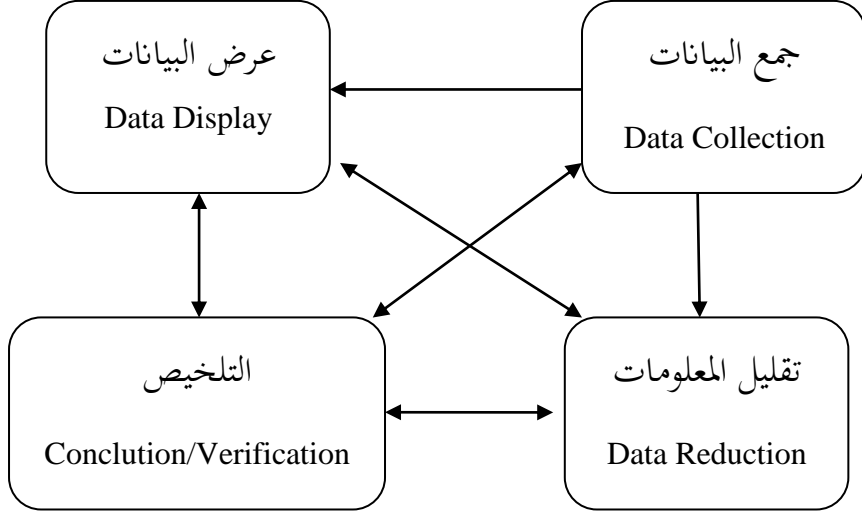 جمع البيانات
Data Collection
عرض البيانات
Data Display
تقليل المعلومات
Data Reduction
التلخيص
Conclution/Verification